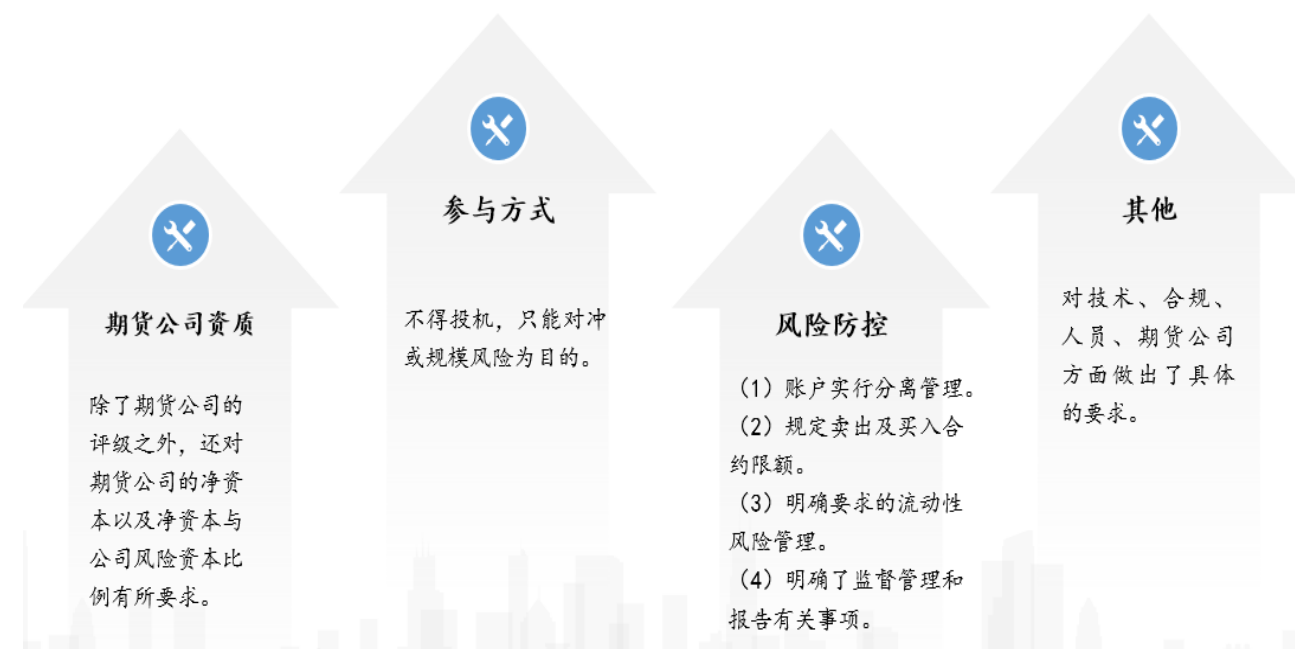 期货公司资质
除了期货公司的
评级之外，还对
期货公司的净资
本以及净资本与
公司风险资本比
例有所要求。
参与方式
不得投机，只能对冲
或规模风险为目的。
风险防控
（1）账户实行分离管理。
（2）规定卖出及买入合
约限额。
（3）明确要求的流动性
风险管理。
（4）明确了监督管理和
报告有关事项。
其他
对技术、合规、
人员、期货公司
方面做出了具体
的要求。